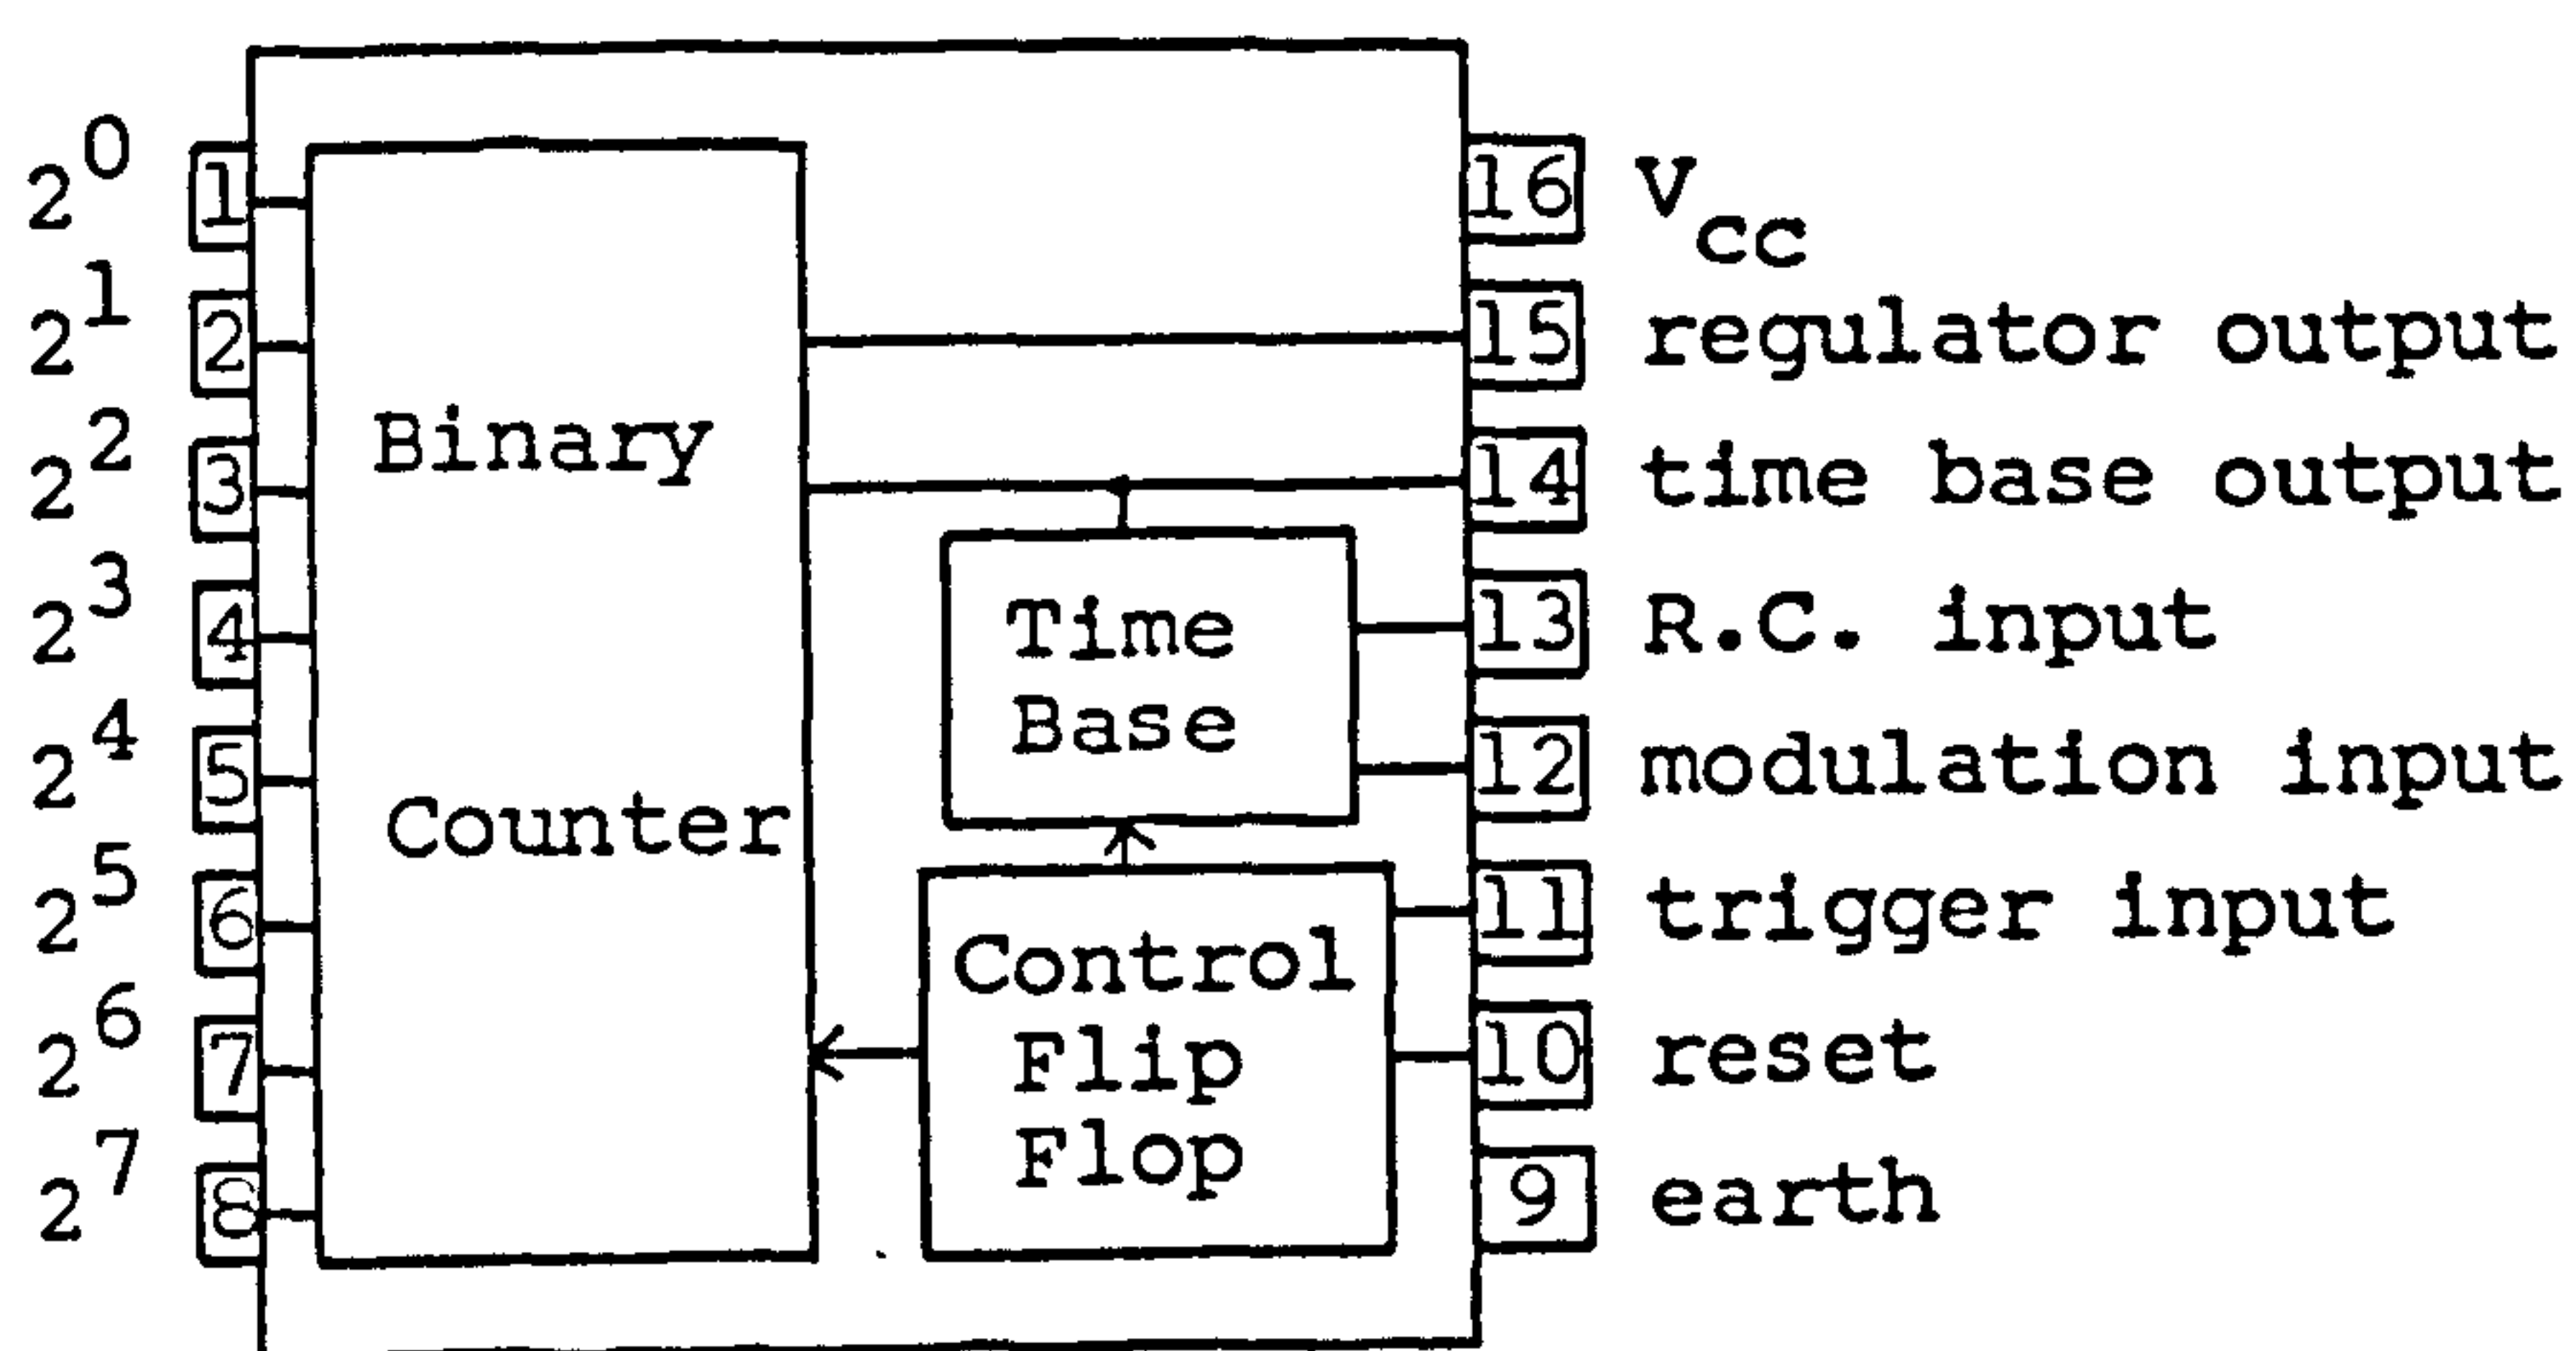 2^0 1
2^1 2
2^2 3
2^3 4
2^4 5
2^5 6
2^6 7
2^7 8
Binary
Counter
Time
Base
Control
Flip
Flop
16 Vcc
15 regulator output
14 time base output
13 R.C. input
12 modulation input
11 trigger input
10 reset
9 earth